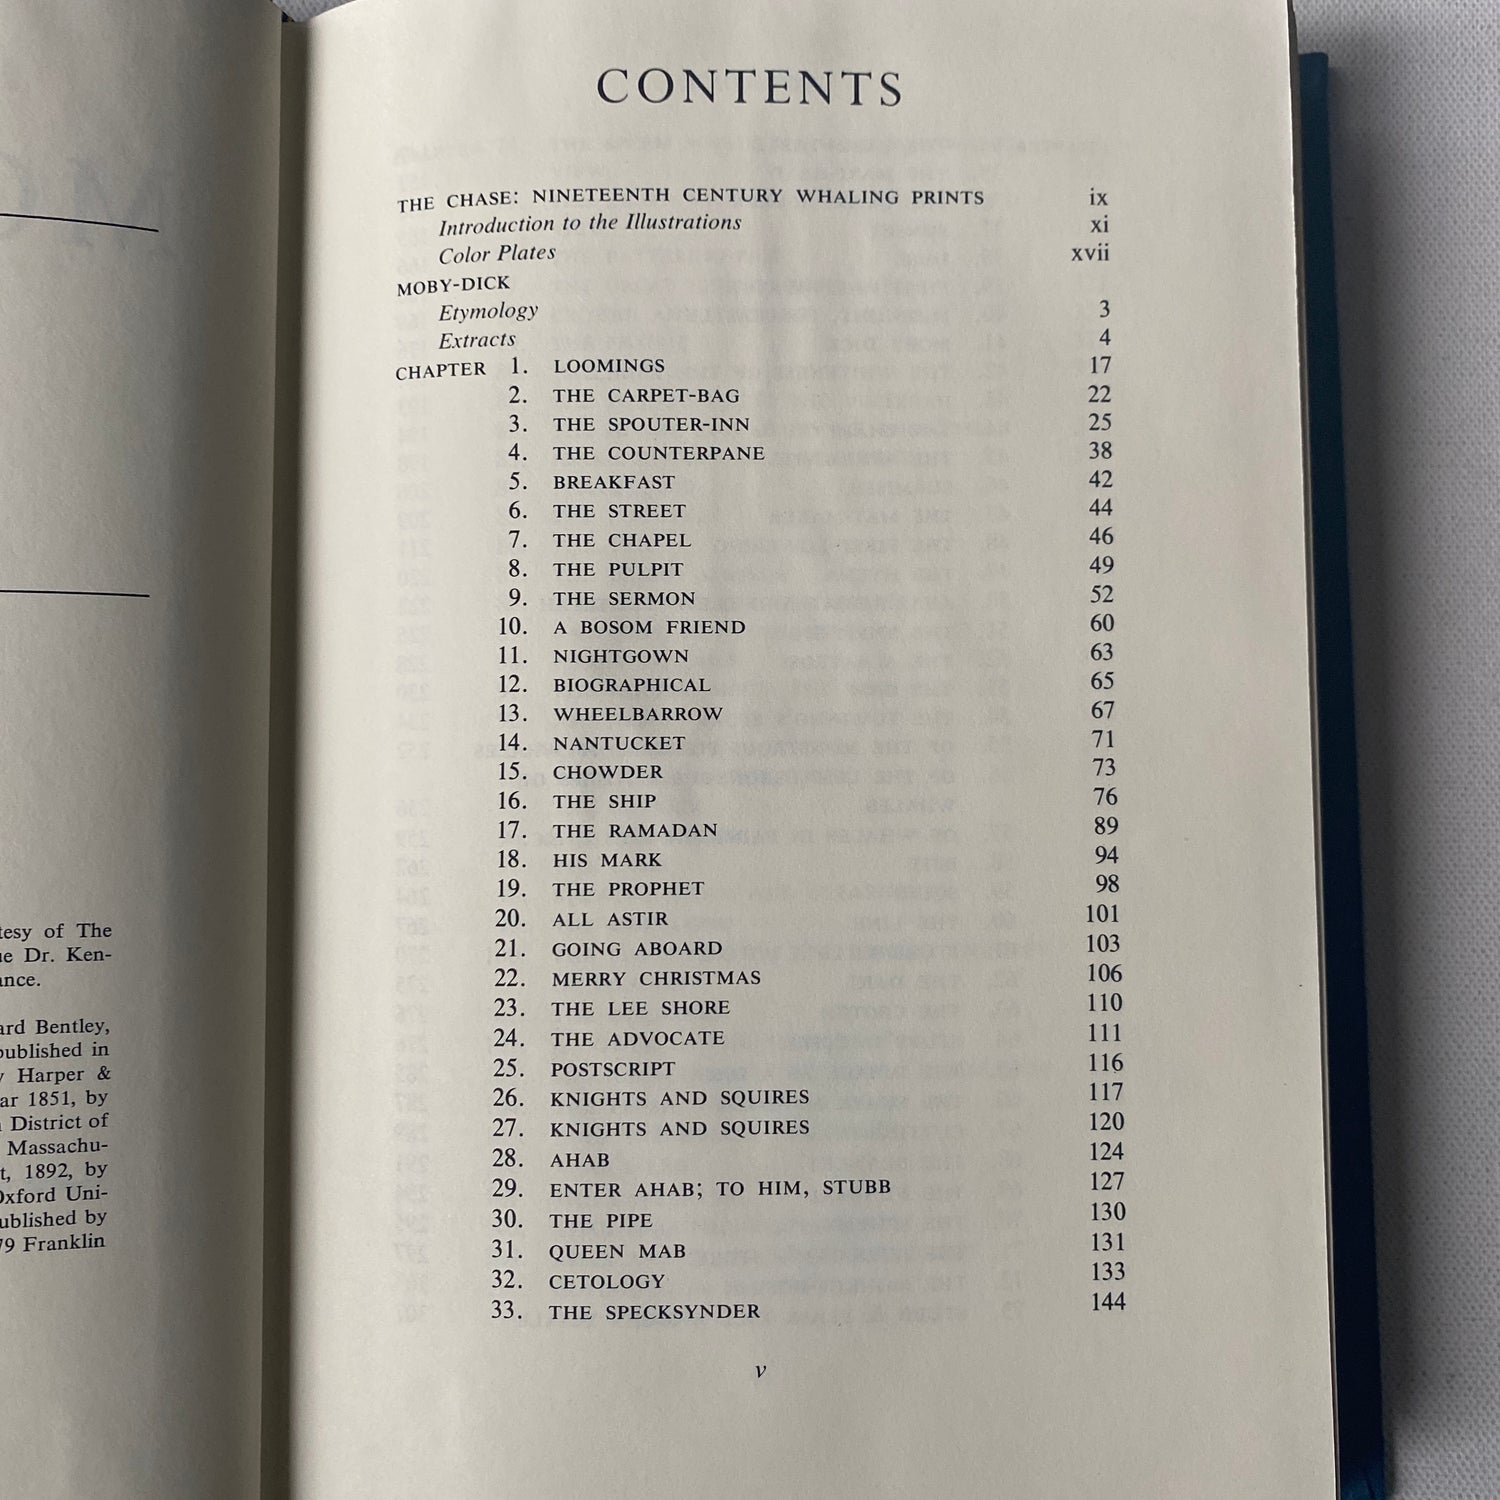 tesy of The
ue Dr. Ken-
ance.
ard Bentley,
published in
y Harper &
ar 1851, by
District of
Massachu-
t, 1892, by
Oxford Uni-
ublished by
79 Franklin
CONTENTS
THE CHASE: NINETEENTH CENTURY WHALING PRINTS ix
Introduction to the Illustrations xi
Color Plates xvii
MOBY-DICK
Etymology 3
Extracts 4
CHAPTER 1. LOOMINGS 17
2. THE CARPET-BAG 22
3. THE SPOUTER-INN 25
4. THE COUNTERPANE 38
5. BREAKFAST 42
6. THE STREET 44
7. THE CHAPEL 46
8. THE PULPIT 49
9. THE SERMON 52
10. A BOSOM FRIEND 60
11. NIGHTGOWN 63
12. BIOGRAPHICAL 65
13. WHEELBARROW 67
14. NANTUCKET 71
15. CHOWDER 73
16. THE SHIP 76
17. THE RAMADAN 89
18. HIS MARK 94
19. THE PROPHET 98
20. ALL ASTIR 101
21. GOING ABOARD 103
22. MERRY CHRISTMAS 106
23. THE LEE SHORE 110
24. THE ADVOCATE 111
25. POSTSCRIPT 116
26. KNIGHTS AND SQUIRES 117
27. KNIGHTS AND SQUIRES 120
28. AHAB 124
29. ENTER AHAB; TO HIM, STUBB 127
30. THE PIPE 130
31. QUEEN MAB 131
32. CETOLOGY 133
33. THE SPECKSYNDER 144
v